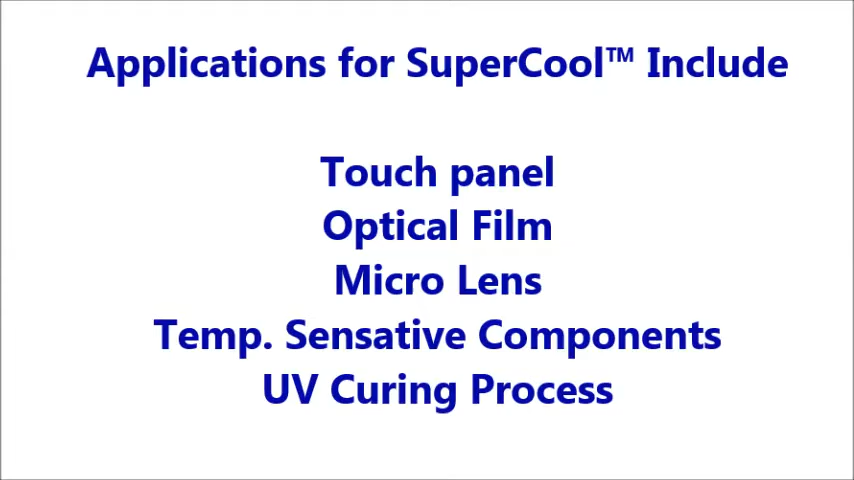 Applications for SuperCool™ Include
Touch panel
Optical Film
Micro Lens
Temp. Sensative Components
UV Curing Process